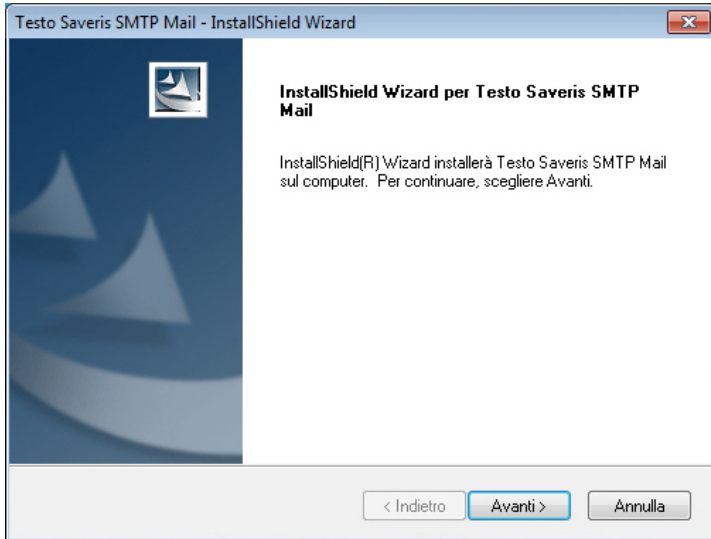 Testo Saveris SMTP Mail - InstallShield Wizard
InstallShield Wizard per Testo Saveris SMTP
Mail
InstallShield(R) Wizard installerà Testo Saveris SMTP Mail
sul computer. Per continuare, scegliere Avanti.
< Indietro
Avanti >
Annulla